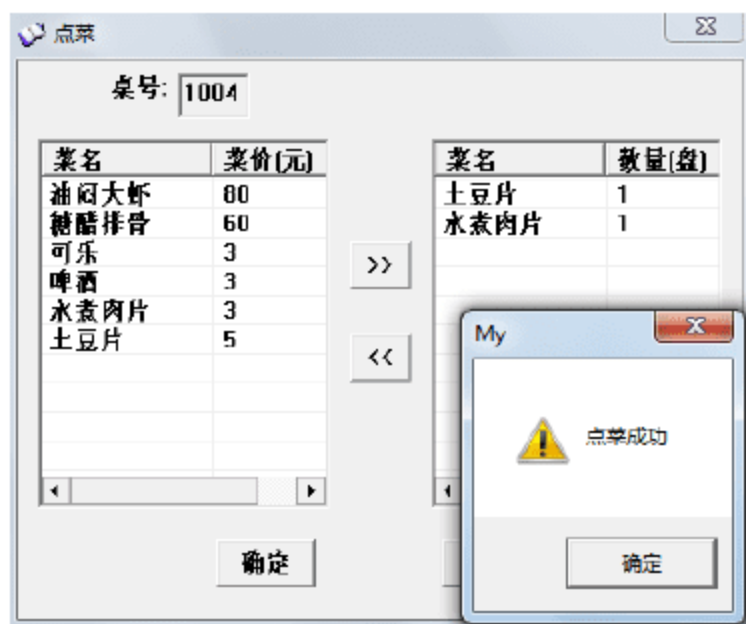 点菜
桌号: 1004
菜名 菜价(元)
油闷大虾 80
糖醋排骨 60
可乐 3
啤酒 3
水煮肉片 3
土豆片 5
>>
<<
确定
菜名 数量(盘)
土豆片 1
水煮肉片 1
My
点菜成功
确定